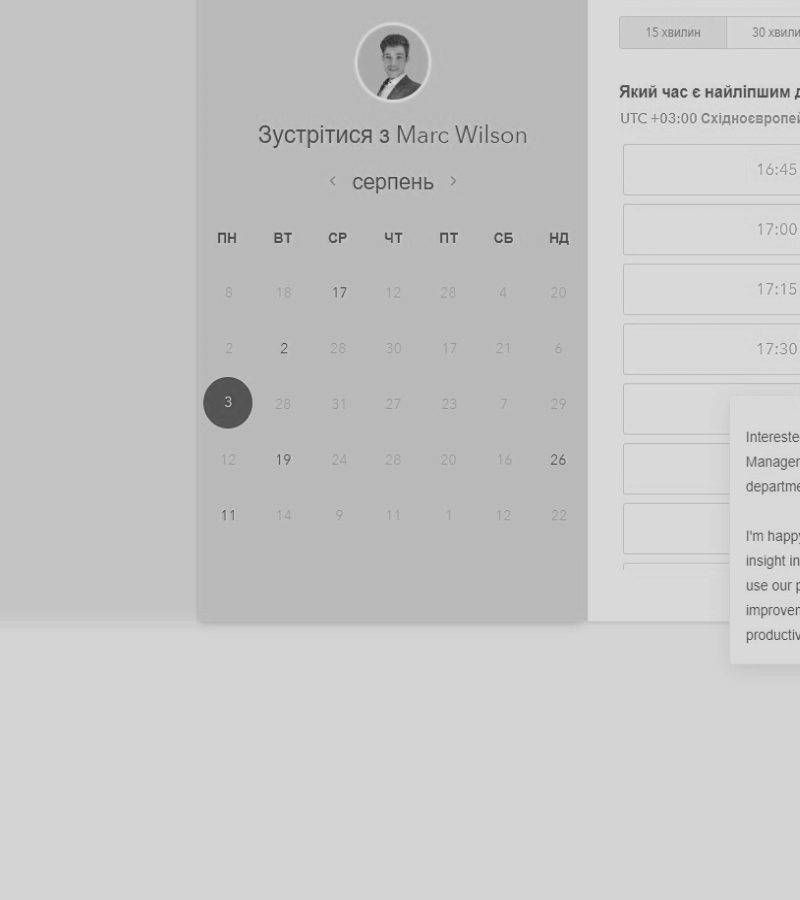 Зустрітися з Marc Wilson
< серпень >
ПН ВТ СР ЧТ ПТ СБ НД
8 18 17 12 28 4 20
2 2 28 30 17 21 6
3 28 31 27 23 7 29
12 19 24 28 20 16 26
11 14 9 11 1 12 22
15 хвилин 30 хвили
Який час є найліпшим д
UTC +03:00 Східноєвропей
16:45
17:00
17:15
17:30
Intereste
Manager
departme
I'm happy
insight in
use our p
improven
productiv